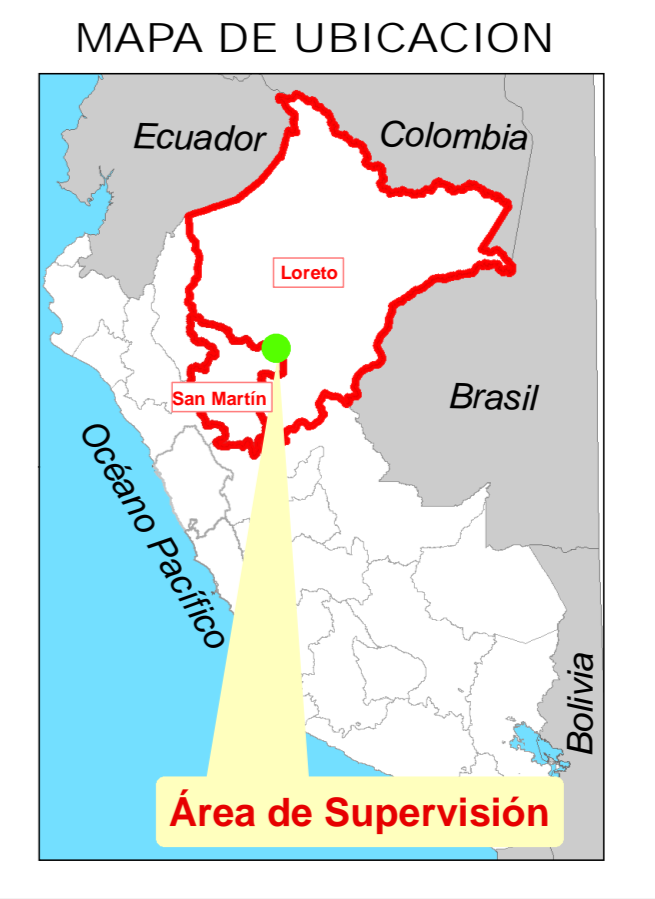 MAPA DE UBICACION
Ecuador
Colombia
Loreto
San Martín
Brasil
Océano Pacífico
Bolivia
Área de Supervisión